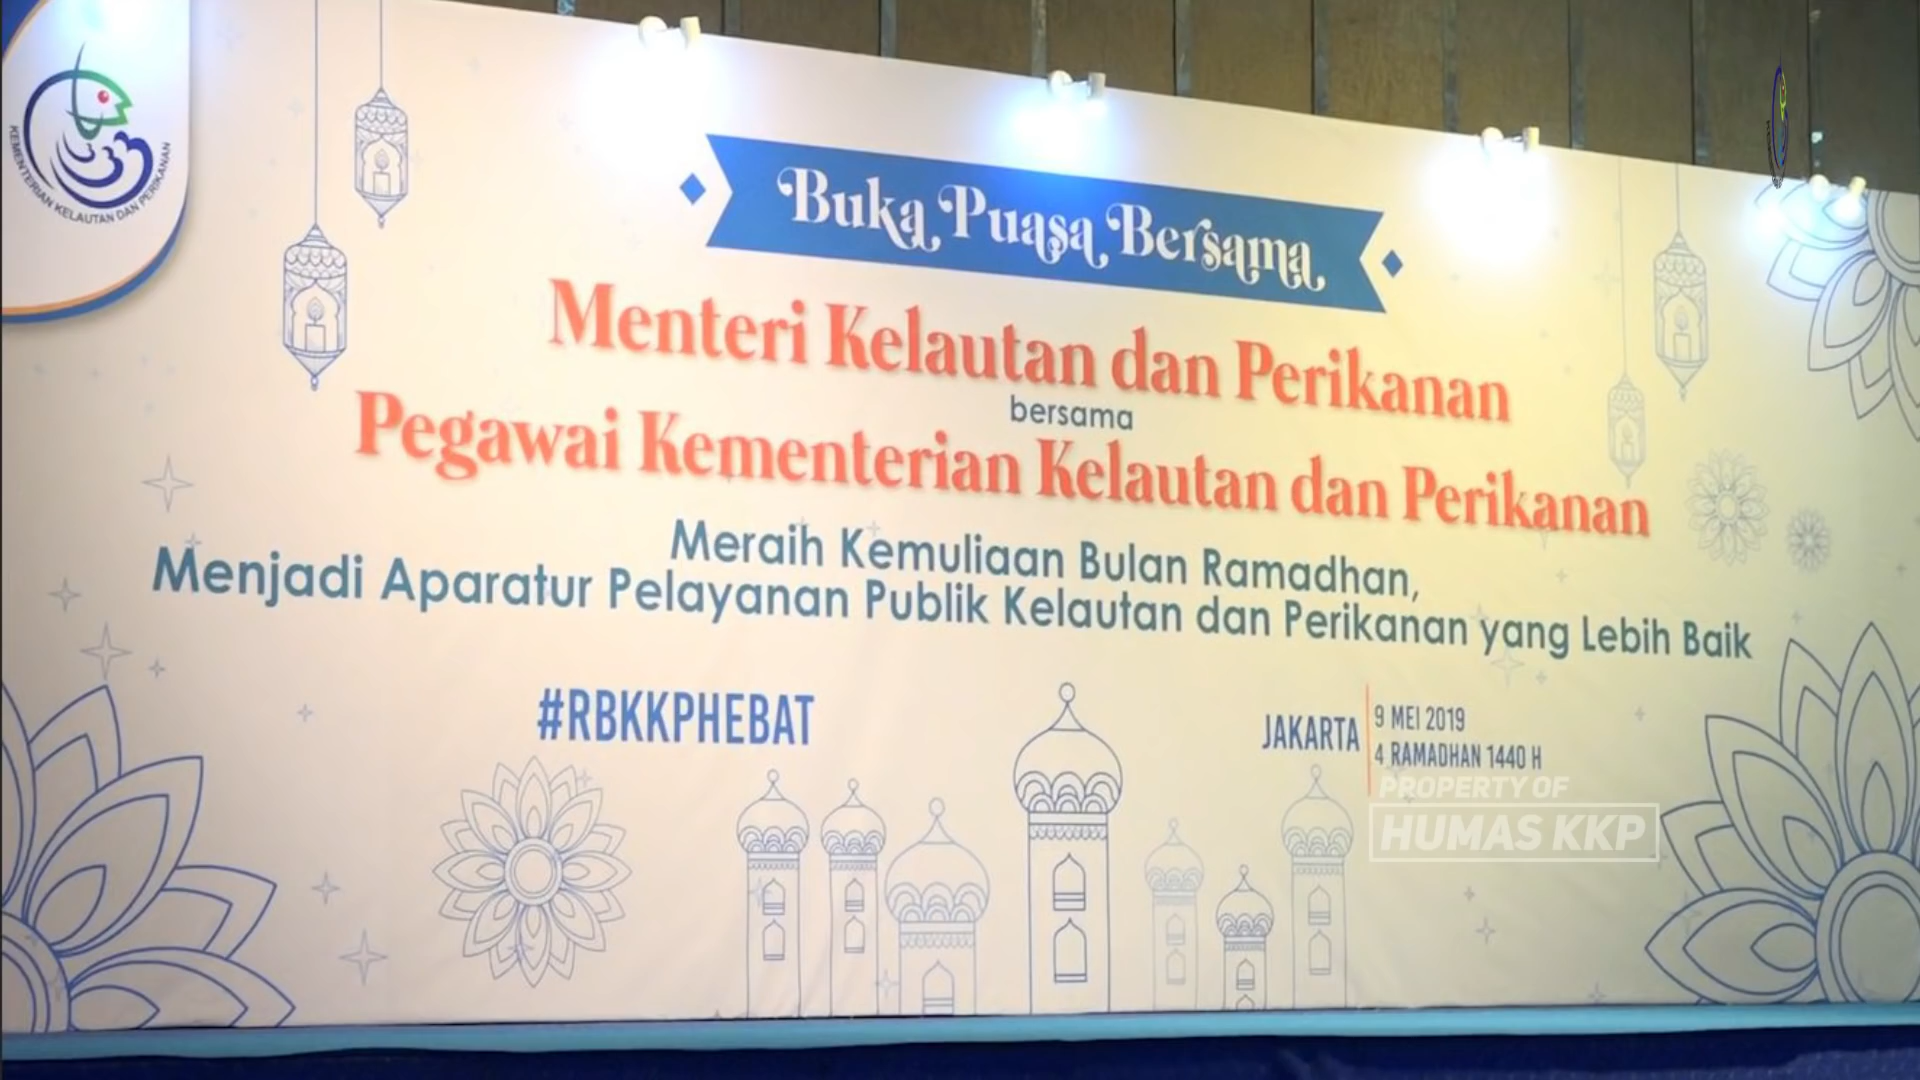 KEMENTERIAN KELAUTAN DAN PERIKANAN
Buka Puasa Bersama
Menteri Kelautan dan Perikanan
bersama
Pegawai Kementerian Kelautan dan Perikanan
Meraih Kemuliaan Bulan Ramadhan,
Menjadi Aparatur Pelayanan Publik Kelautan dan Perikanan yang Lebih Baik
#RBKKPHEBAT
JAKARTA
9 MEI 2019
4 RAMADHAN 1440 H
PROPERTY OF
HUMAS KKP